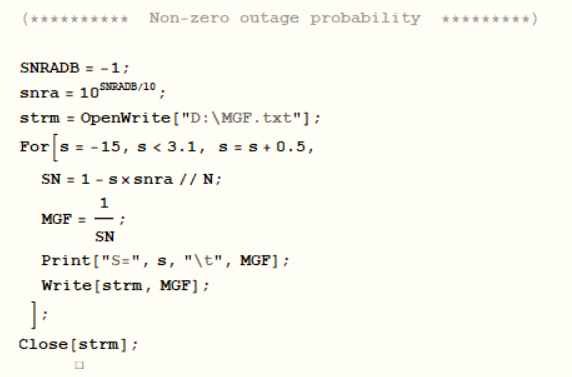 (********** Non-zero outage probability *********)
SNRADB = -1;
snra = 10^SNRADB/10;
strm = OpenWrite["D:\MGF.txt"];
For[s = -15, s < 3.1, s = s + 0.5,
SN = 1 - s × snra // N;
MGF = 1/SN;
Print["S=", s, "\t", MGF];
Write[strm, MGF];
];
Close[strm];